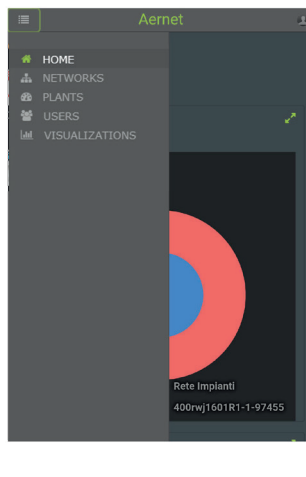 Aernet
HOME
NETWORKS
PLANTS
USERS
VISUALIZATIONS
Rete Impianti
400rwj1601R1-1-97455